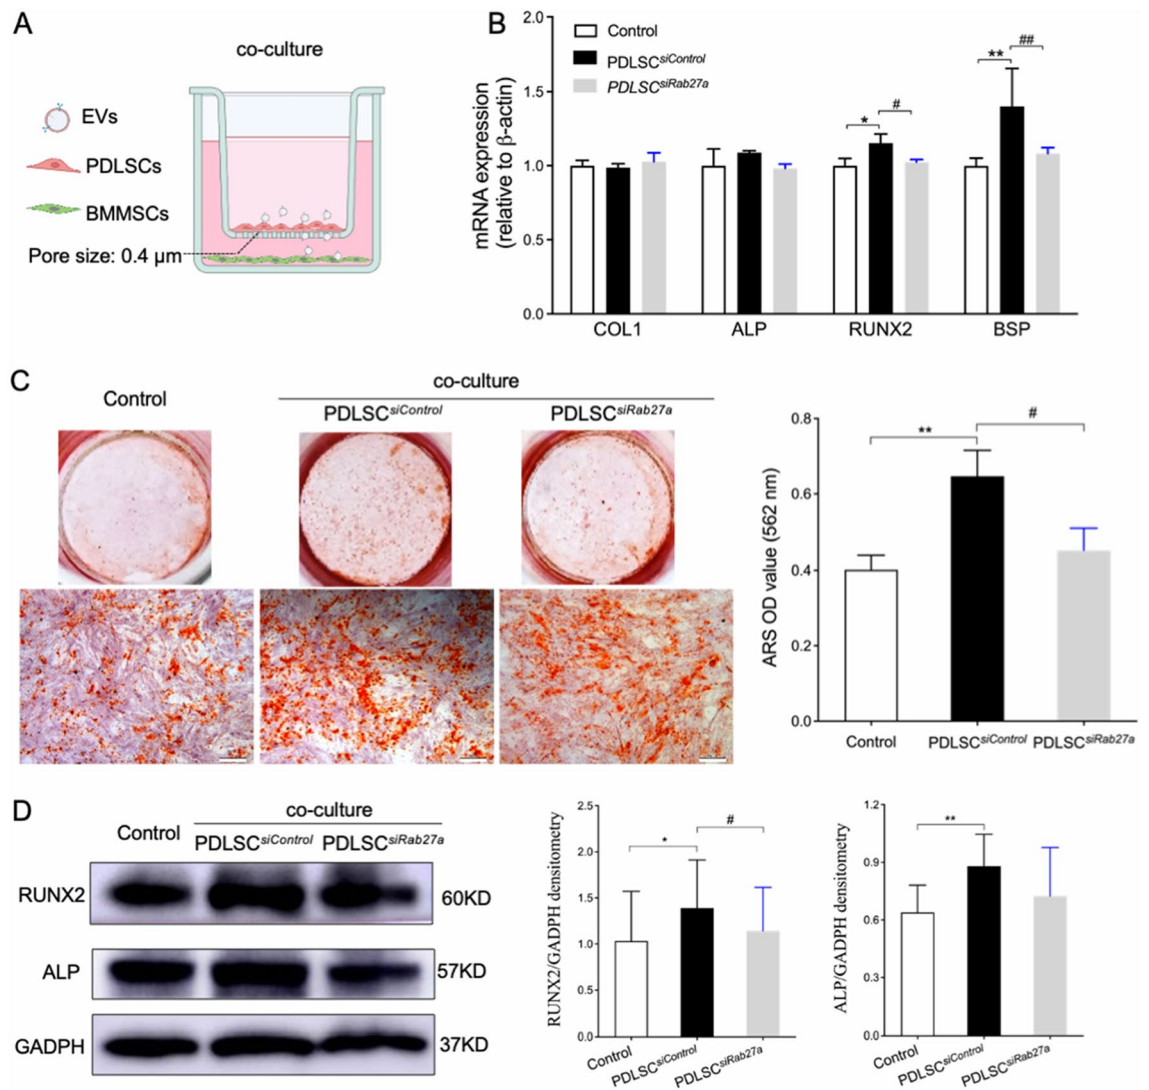 A
co-culture
EVs
PDLSCs
BMMSCs
Pore size: 0.4 µm
B
2.0
1.5
1.0
0.5
0.0
mRNA expression
(relative to β-actin)
Control
PDLSCsiControl
PDLSCsiRab27a
*
#
**
##
COL1
ALP
RUNX2
BSP
C
Control
co-culture
PDLSCsiControl
PDLSCsiRab27a
0.8
0.6
0.4
0.2
0.0
ARS OD value (562 nm)
**
#
Control
PDLSCsiControl
PDLSCsiRab27a
D
Control
co-culture
PDLSCsiControl
PDLSCsiRab27a
RUNX2
60KD
ALP
57KD
GADPH
37KD
2.5
2.0
1.5
1.0
0.5
0.0
RUNX2/GADPH densitometry
*
#
Control
PDLSCsiControl
PDLSCsiRab27a
1.2
0.9
0.6
0.3
0.0
ALP/GADPH densitometry
**
Control
PDLSCsiControl
PDLSCsiRab27a